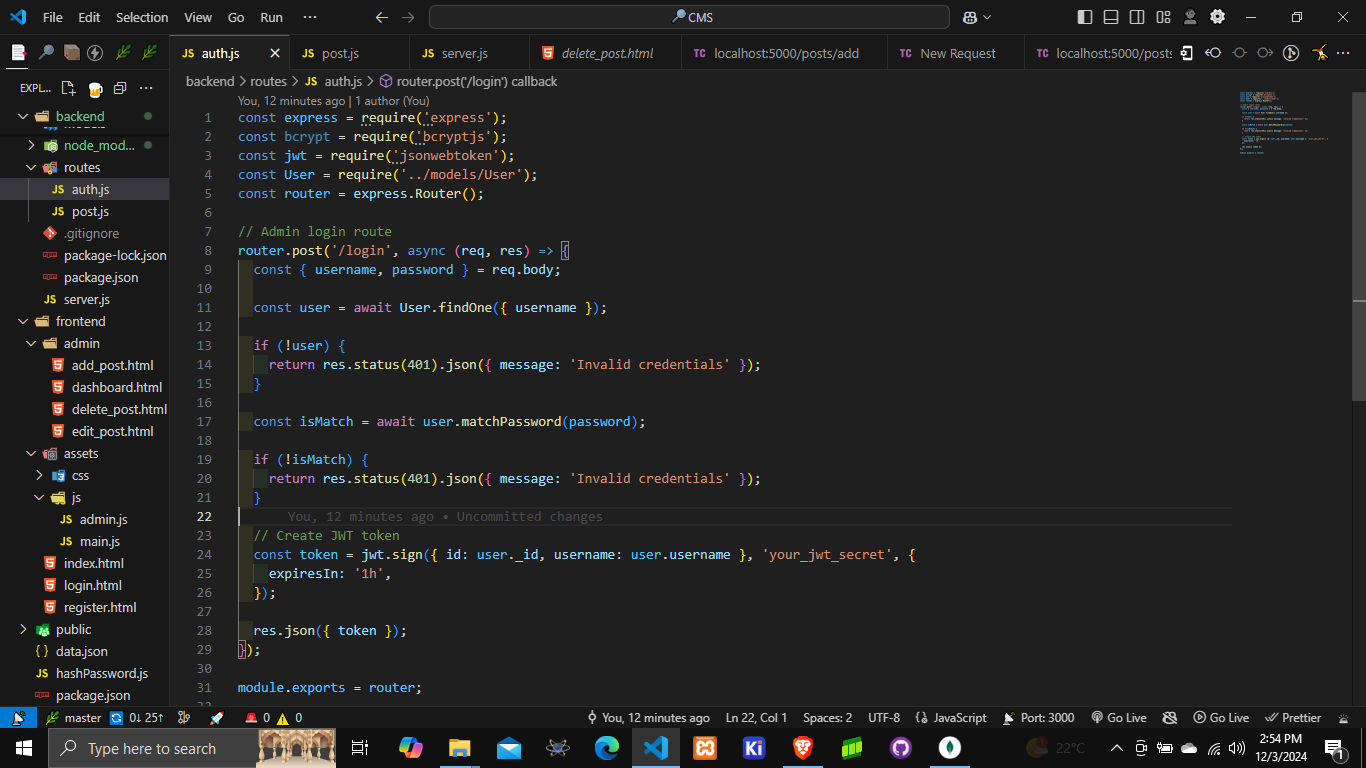 File Edit Selection View Go Run ··· CMS
auth.js post.js server.js delete_post.html TC localhost:5000/posts/add TC New Request TC localhost:5000/posts
EXPL... backend > routes > JS auth.js > router.post('/login') callback
backend
node_mod...
routes
JS auth.js
JS post.js
.gitignore
package-lock.json
package.json
JS server.js
frontend
admin
add_post.html
dashboard.html
delete_post.html
edit_post.html
assets
css
js
JS admin.js
JS main.js
index.html
login.html
register.html
public
{ } data.json
JS hashPassword.js
package.json
You, 12 minutes ago | 1 author (You)
1 const express = require('express');
2 const bcrypt = require('bcryptjs');
3 const jwt = require('jsonwebtoken');
4 const User = require('../models/User');
5 const router = express.Router();
6
7 // Admin login route
8 router.post('/login', async (req, res) => {
9 const { username, password } = req.body;
10
11 const user = await User.findOne({ username });
12
13 if (!user) {
14 return res.status(401).json({ message: 'Invalid credentials' });
15 }
16
17 const isMatch = await user.matchPassword(password);
18
19 if (!isMatch) {
20 return res.status(401).json({ message: 'Invalid credentials' });
21 }
22 You, 12 minutes ago • Uncommitted changes
23 // Create JWT token
24 const token = jwt.sign({ id: user._id, username: user.username }, 'your_jwt_secret', {
25 expiresIn: '1h',
26 });
27
28 res.json({ token });
29 });
30
31 module.exports = router;
master 0↓ 25↑ 0 0 You, 12 minutes ago Ln 22, Col 1 Spaces: 2 UTF-8 { } JavaScript Port: 3000 Go Live Go Live Prettier
Type here to search Ki 22°C 2:54 PM
12/3/2024 1